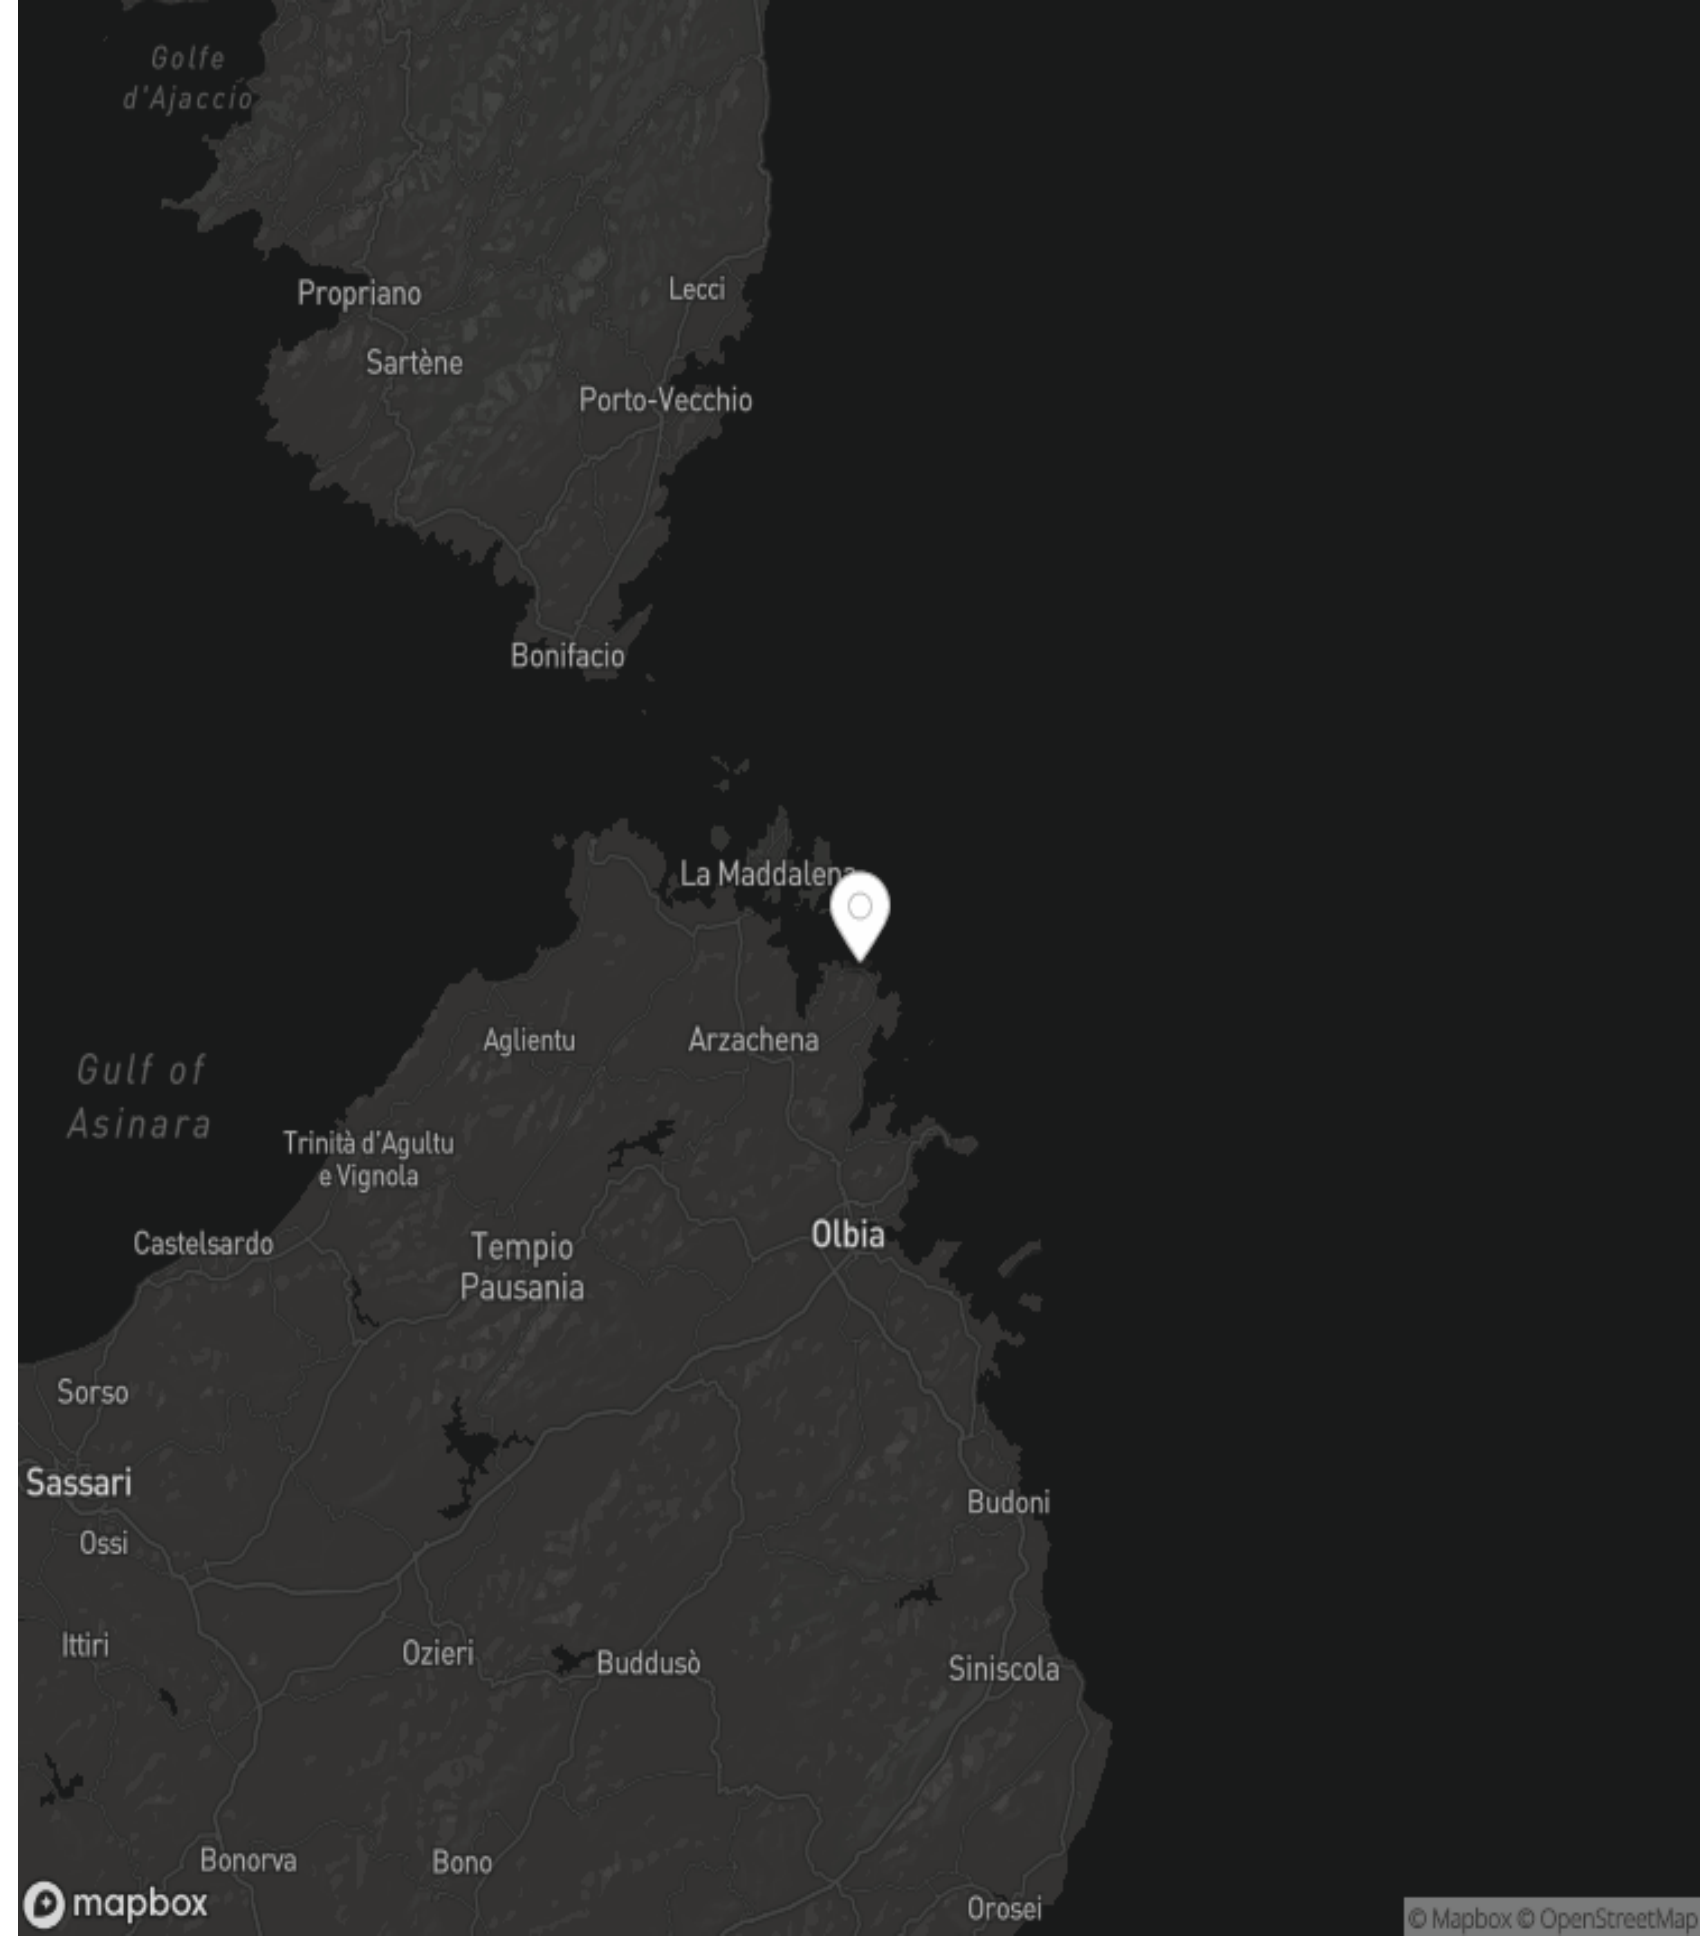 Golfe
d'Ajaccio
Propriano
Lecci
Sartène
Porto-Vecchio
Bonifacio
La Maddalena
Aglientu
Arzachena
Gulf of
Asinara
Trinità d'Agultu
e Vignola
Castelsardo
Olbia
Tempio
Pausania
Sorso
Sassari
Budoni
Ossi
Ittiri
Ozieri
Buddusò
Siniscola
Bonorva
Bono
Orosei
mapbox
© Mapbox © OpenStreetMap